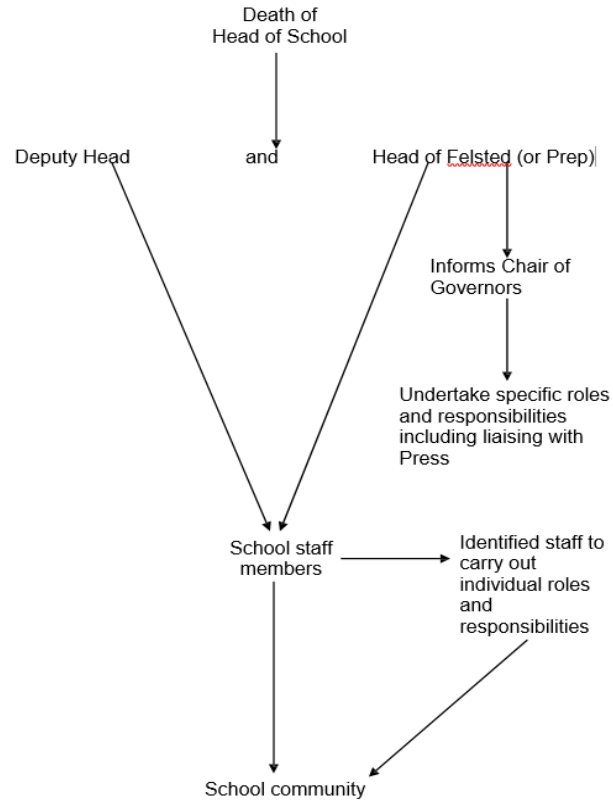 Death of
Head of School
Deputy Head and Head of Felsted (or Prep)
Informs Chair of
Governors
Undertake specific roles
and responsibilities
including liaising with
Press
School staff
members
Identified staff to
carry out
individual roles
and
responsibilities
School community